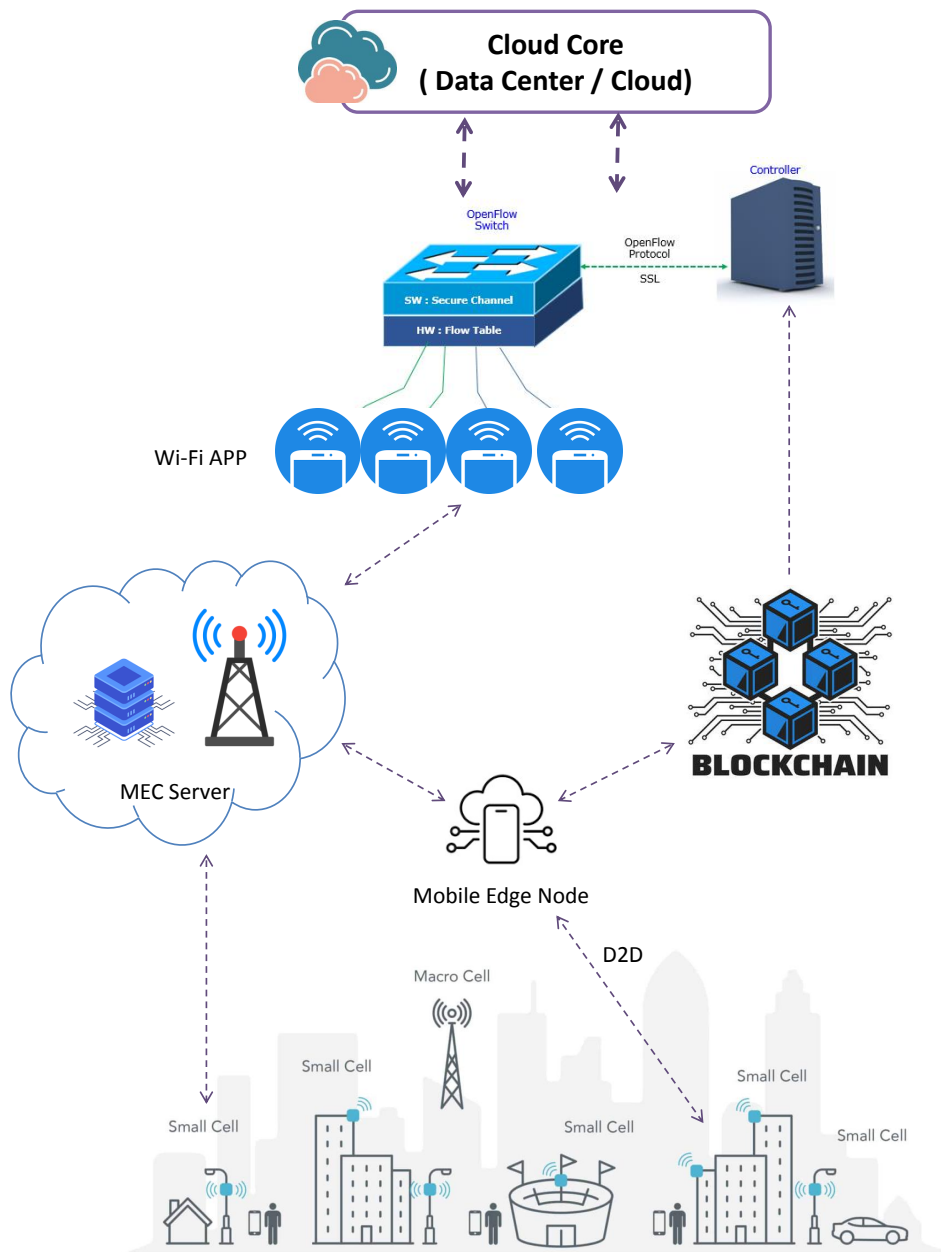 Cloud Core
( Data Center / Cloud)
Controller
OpenFlow
Switch
OpenFlow
Protocol
SSL
SW : Secure Channel
HW : Flow Table
Wi-Fi APP
MEC Server
BLOCKCHAIN
Mobile Edge Node
D2D
Macro Cell
Small Cell
Small Cell
Small Cell
Small Cell
Small Cell